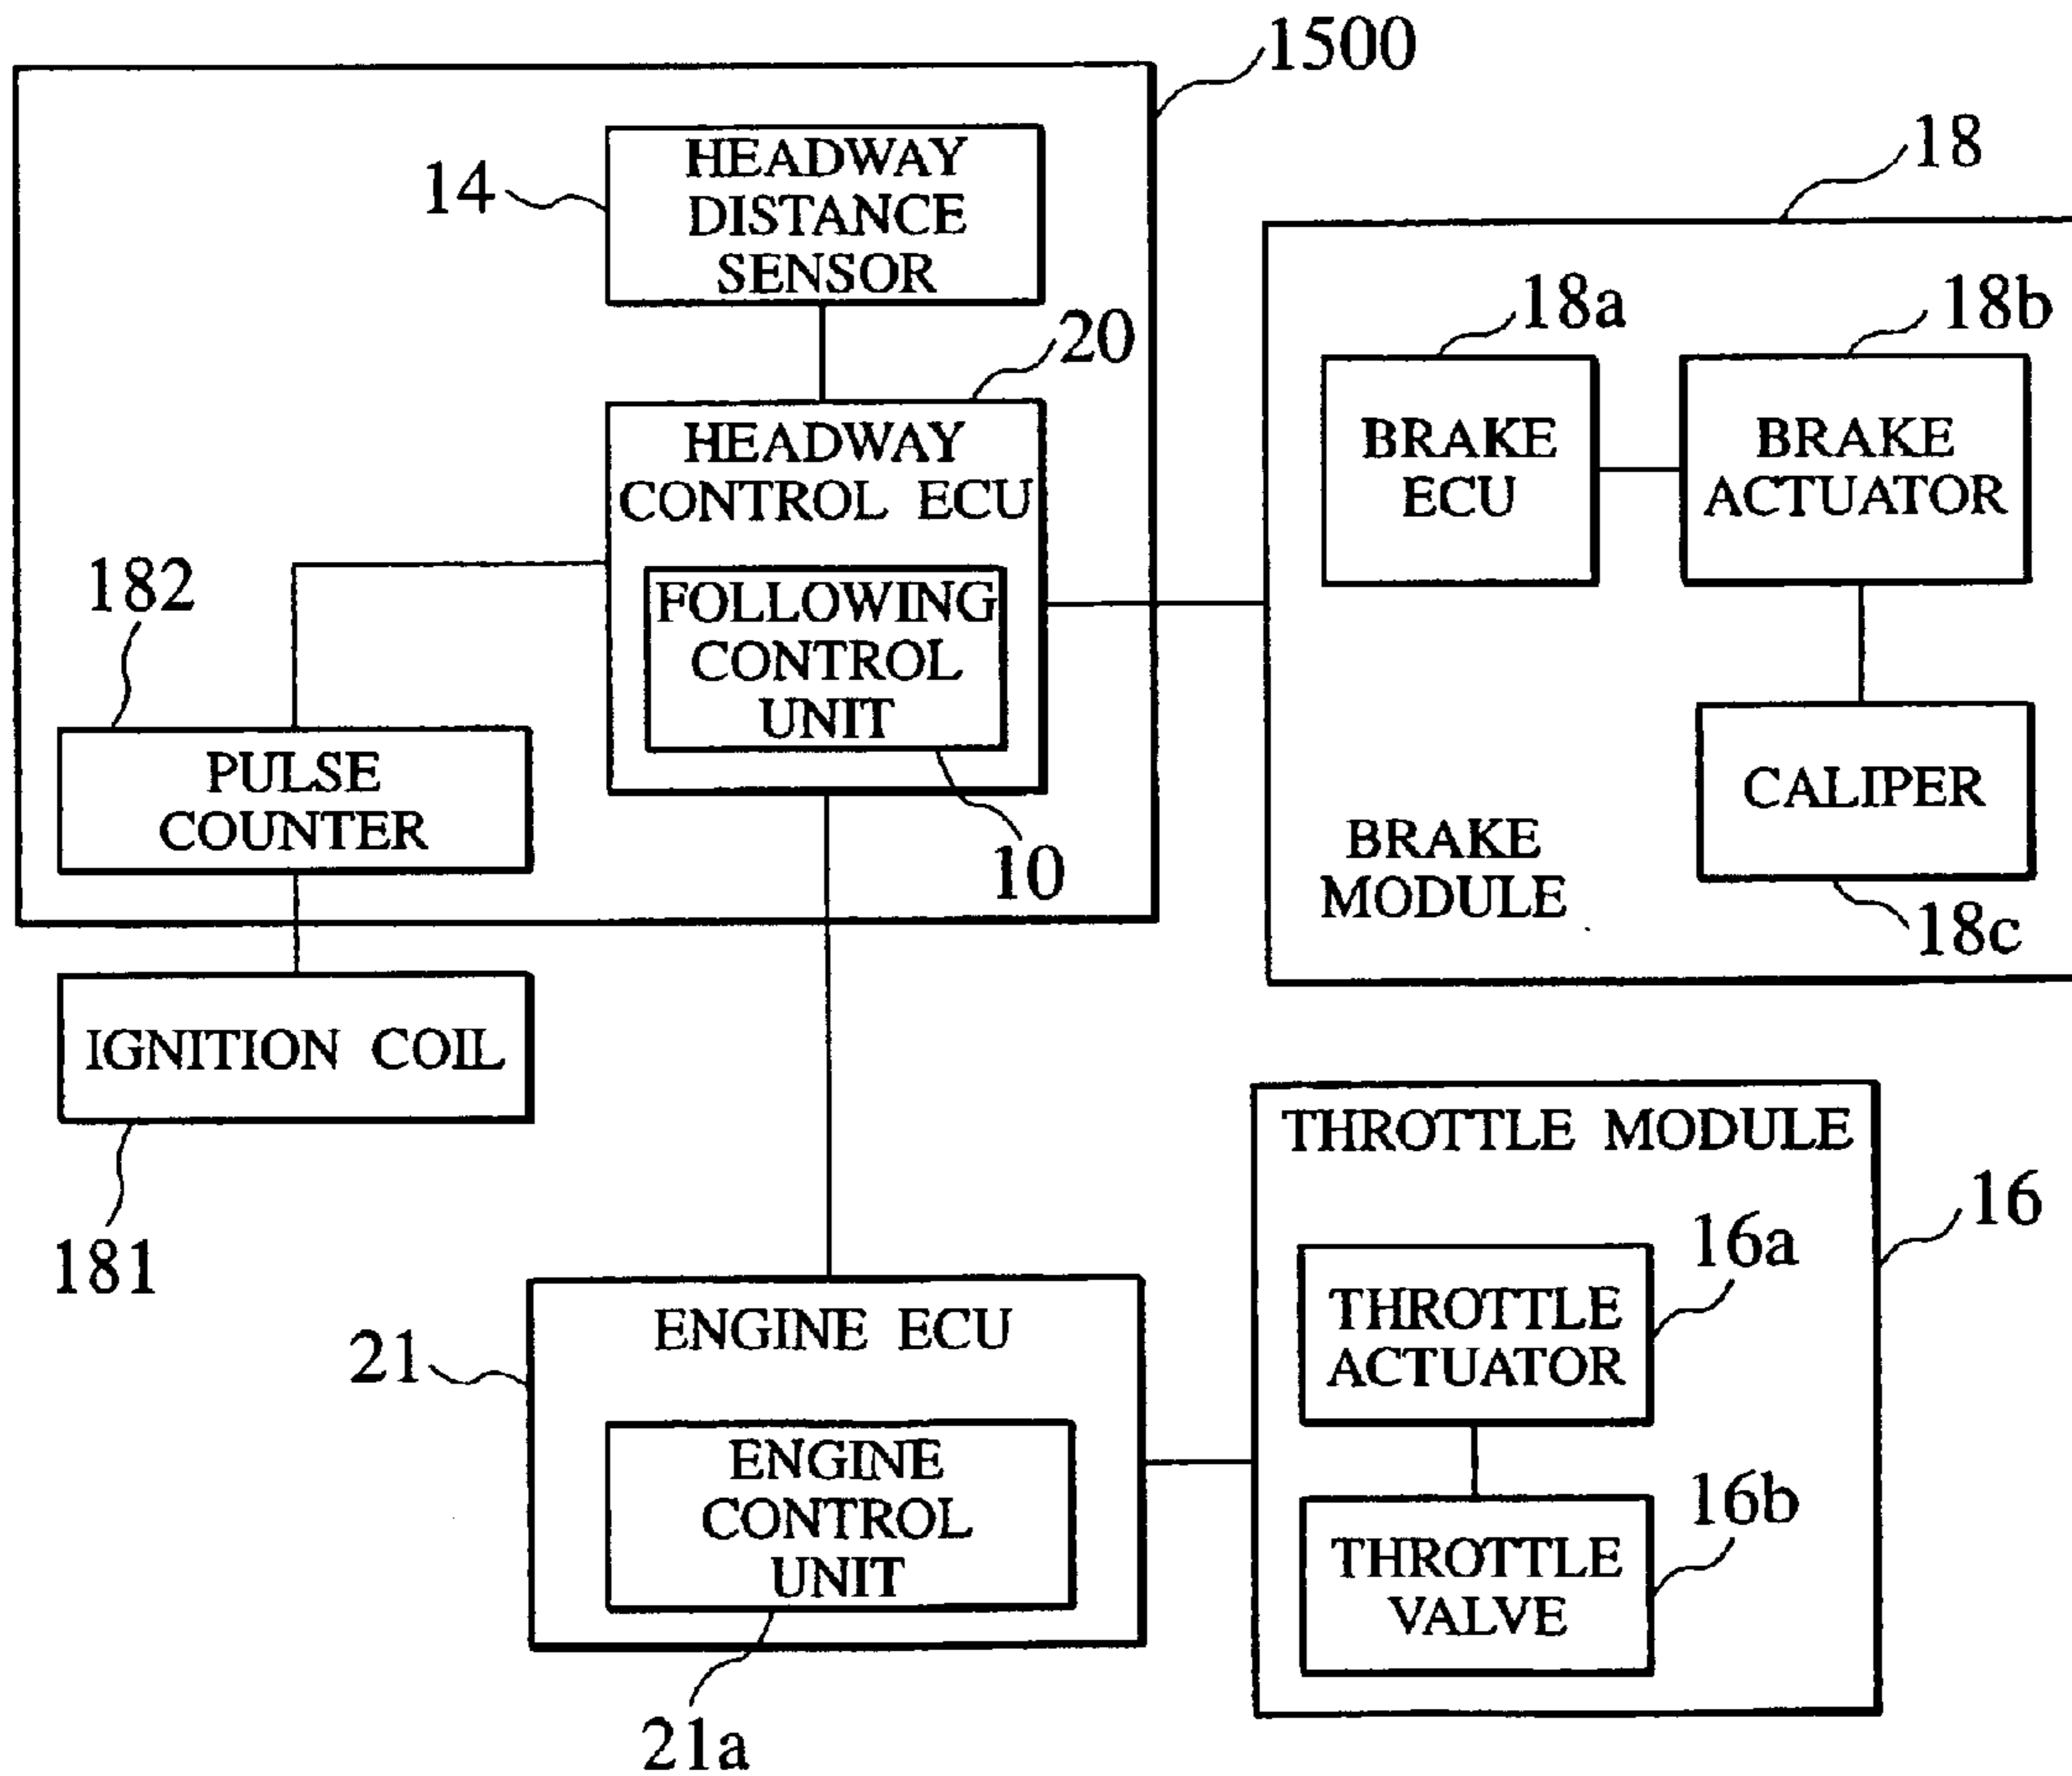 1500
HEADWAY
DISTANCE
SENSOR
14
18
20
18a
18b
HEADWAY
CONTROL ECU
BRAKE
ECU
BRAKE
ACTUATOR
182
FOLLOWING
CONTROL
UNIT
PULSE
COUNTER
10
CALIPER
BRAKE
MODULE
18c
IGNITION COIL
181
THROTTLE MODULE
16
16a
THROTTLE
ACTUATOR
ENGINE ECU
21
ENGINE
CONTROL
UNIT
16b
THROTTLE
VALVE
21a